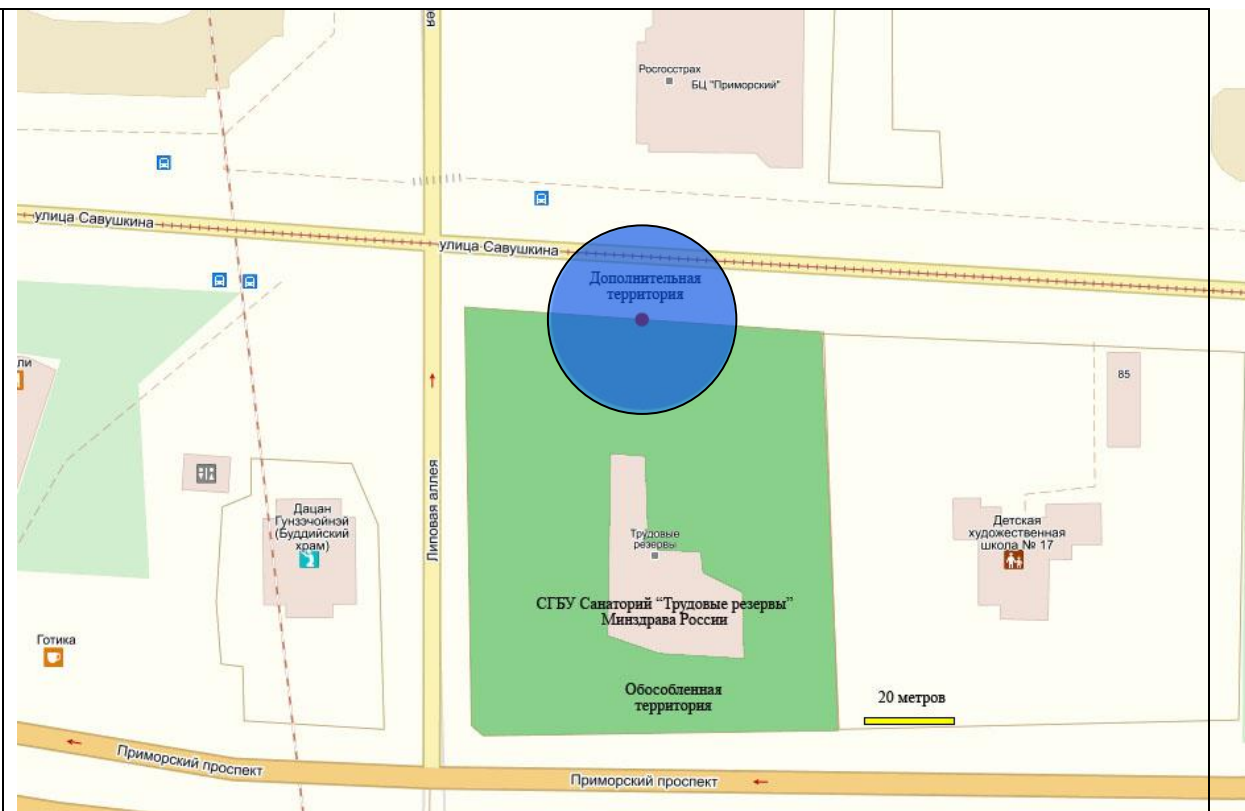 ея
Росгосстрах
БЦ "Приморский"
улица Савушкина
улица Савушкина
Дополнительная
территория
ли
85
Липовая аллея
Дацан
Гунзэчойнэй
(Буддийский
храм)
Трудовые
резервы
Детская
художественная
школа № 17
СГБУ Санаторий “Трудовые резервы”
Минздрава России
Готика
Обособленная
территория
20 метров
Приморский проспект
Приморский проспект